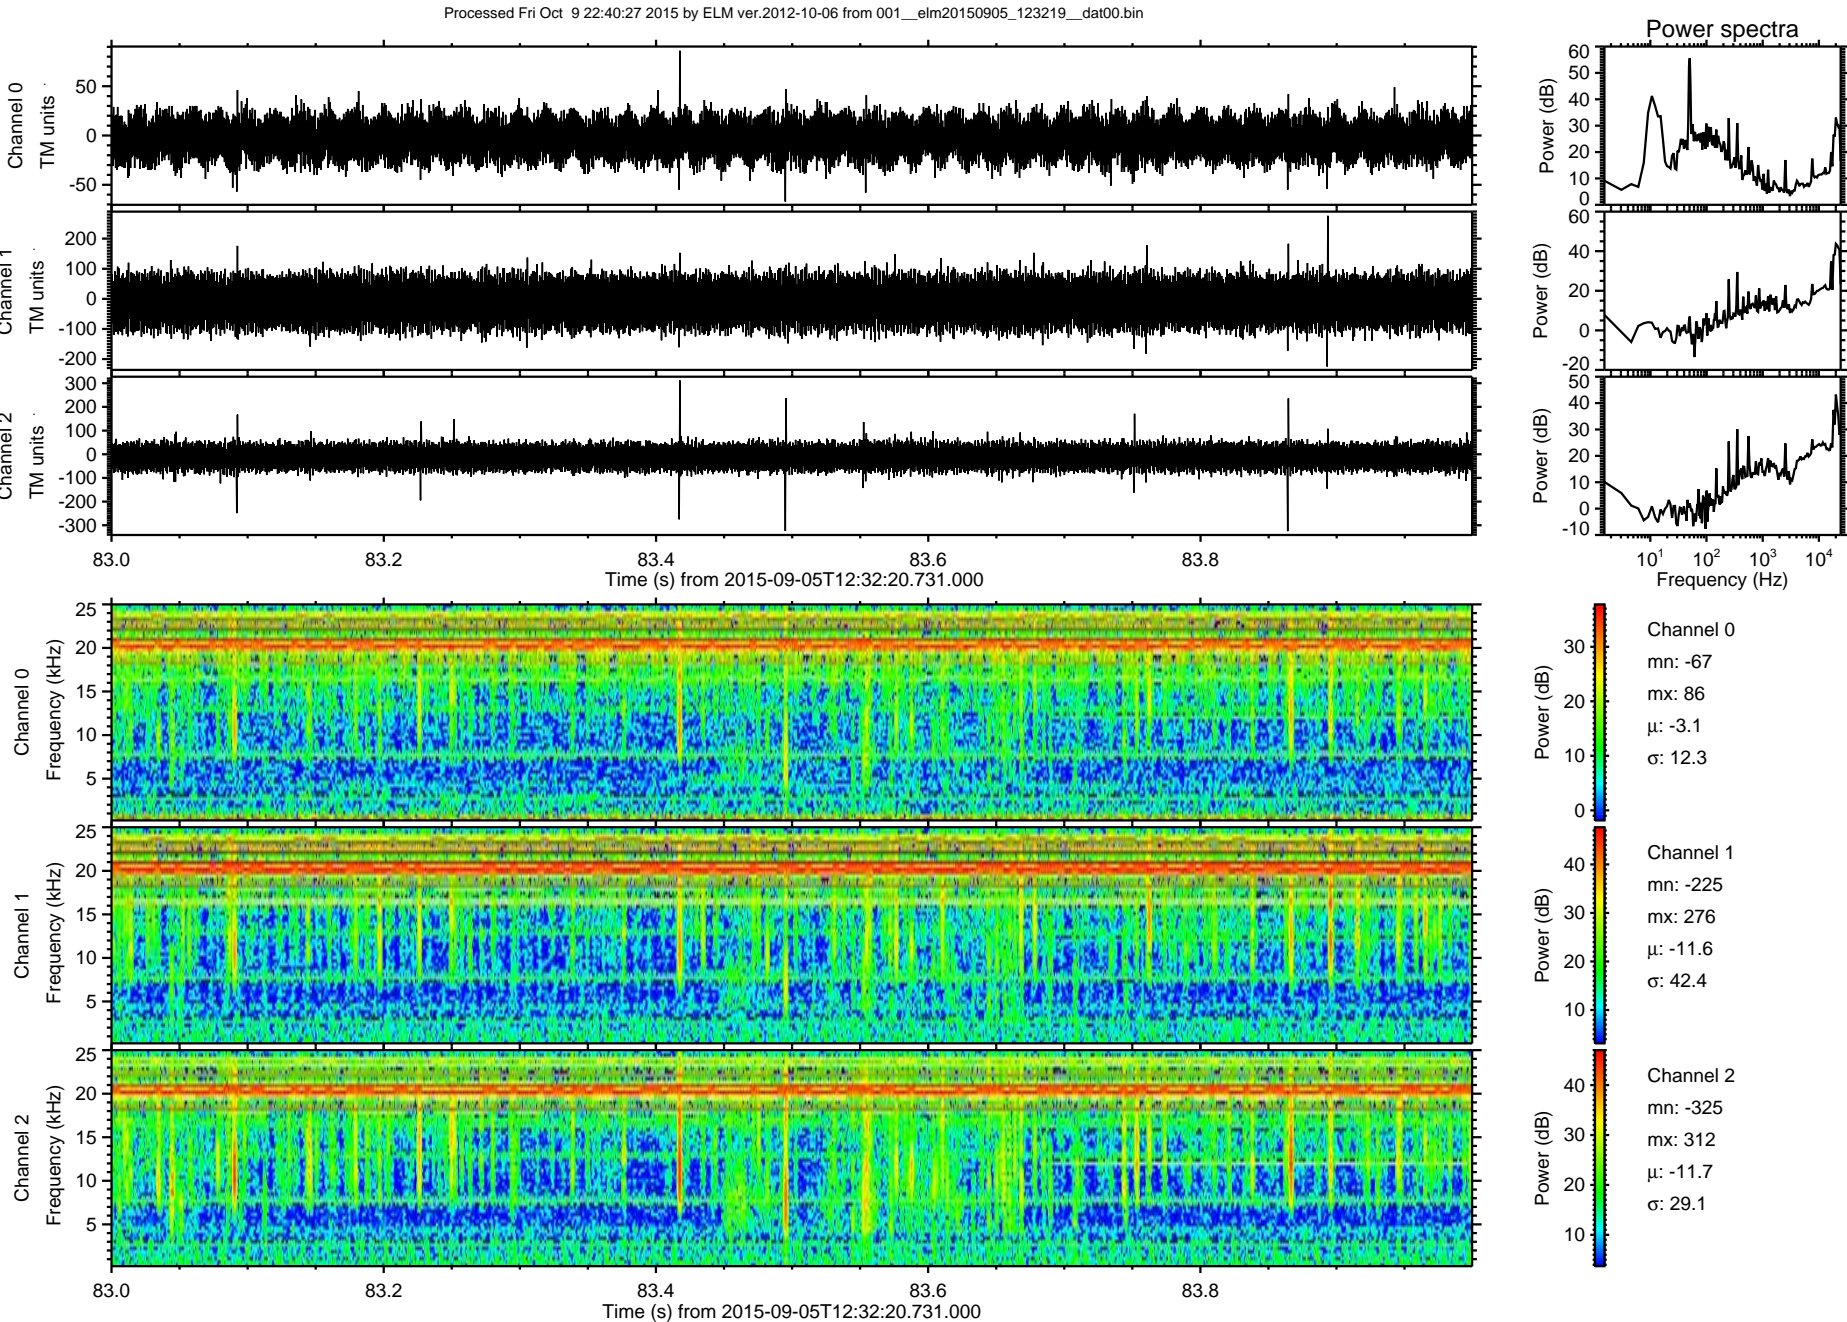 Processed Fri Oct  9 22:40:27 2015 by ELM ver.2012-10-06 from 001__elm20150905_123219__dat00.bin
Power spectra
Channel 0
TM units
50
0
-50
Power (dB)
60
50
40
30
20
10
0
Channel 1
TM units
200
100
0
-100
-200
Power (dB)
60
40
20
0
-20
Channel 2
TM units
300
200
100
0
-100
-200
-300
Power (dB)
50
40
30
20
10
0
-10
83.0 83.2 83.4 83.6 83.8
Time (s) from 2015-09-05T12:32:20.731.000
10^1 10^2 10^3 10^4
Frequency (Hz)
Channel 0
Frequency (kHz)
25
20
15
10
5
Power (dB)
30
20
10
0
Channel 0
mn: -67
mx: 86
μ: -3.1
σ: 12.3
Channel 1
Frequency (kHz)
25
20
15
10
5
Power (dB)
40
30
20
10
Channel 1
mn: -225
mx: 276
μ: -11.6
σ: 42.4
Channel 2
Frequency (kHz)
25
20
15
10
5
Power (dB)
40
30
20
10
Channel 2
mn: -325
mx: 312
μ: -11.7
σ: 29.1
83.0 83.2 83.4 83.6 83.8
Time (s) from 2015-09-05T12:32:20.731.000